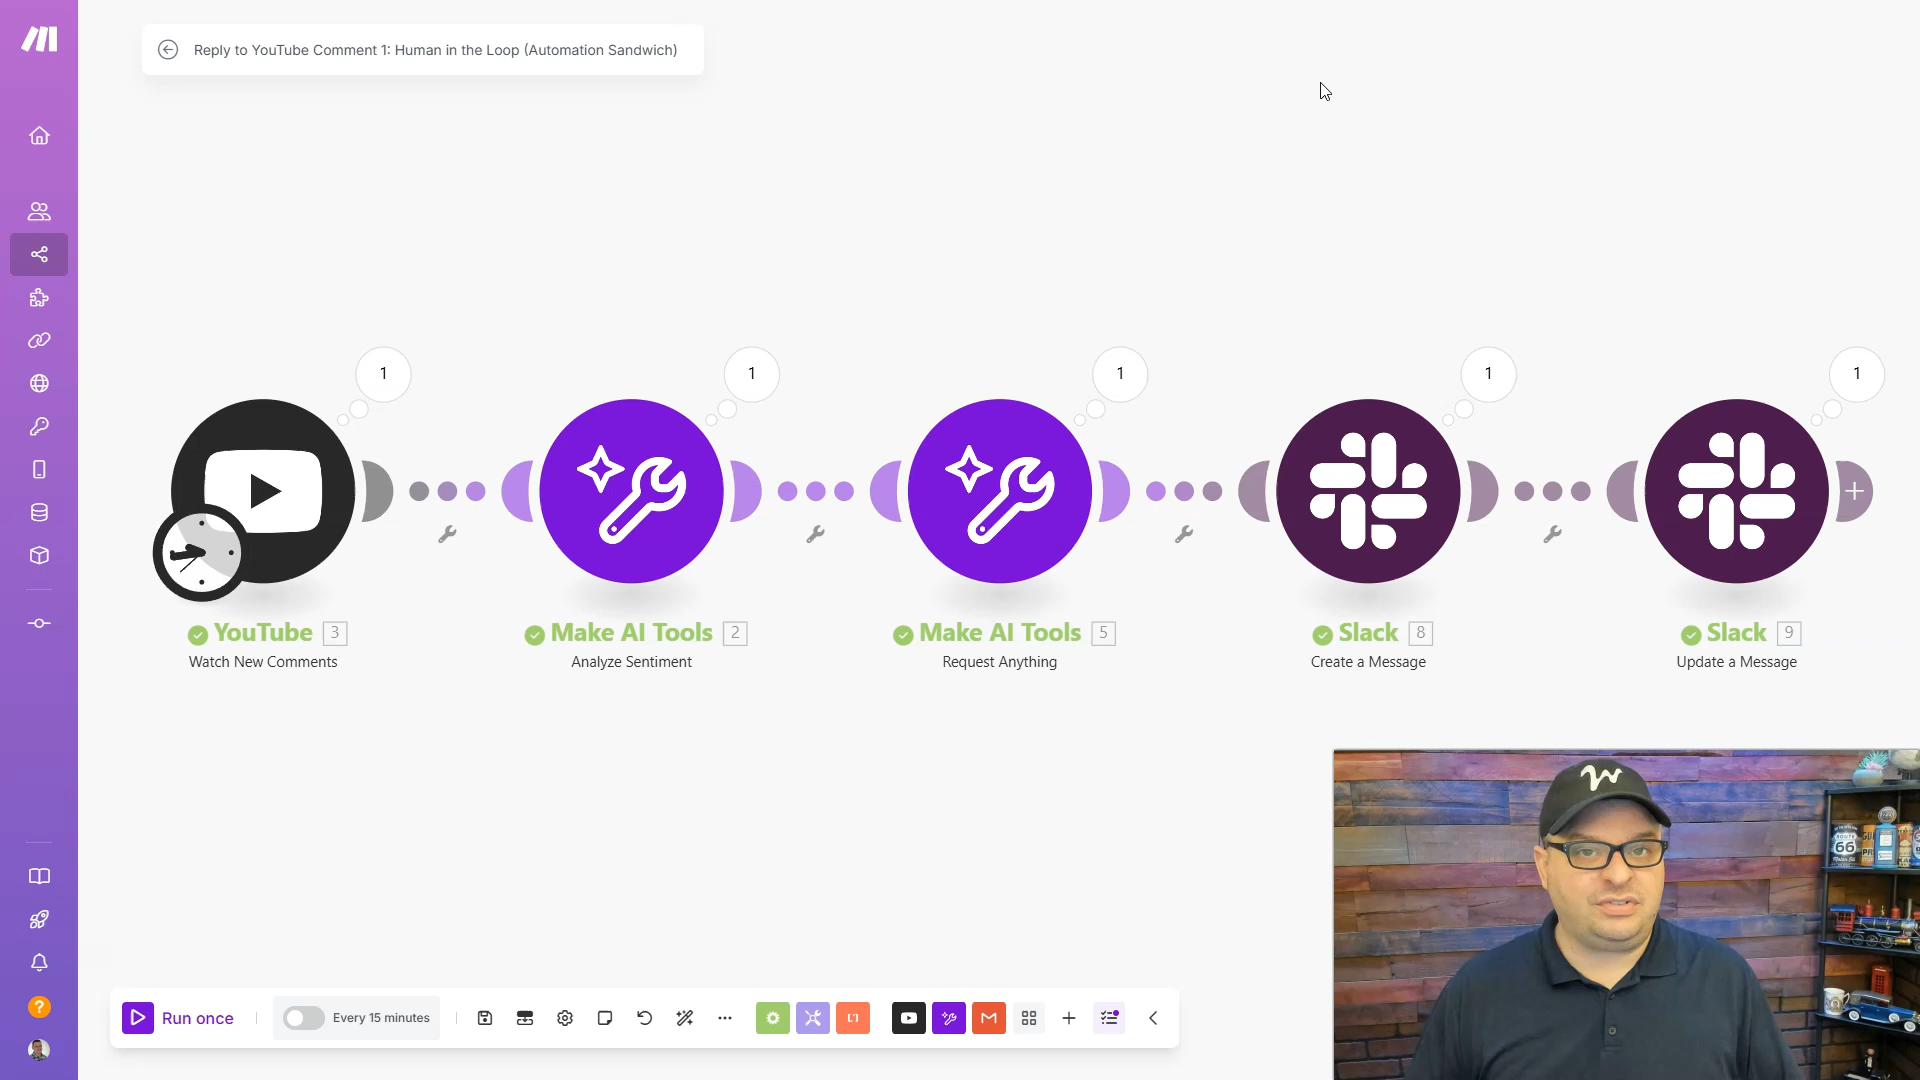 Reply to YouTube Comment 1: Human in the Loop (Automation Sandwich)
1
1
1
1
1
YouTube 3
Watch New Comments
Make AI Tools 2
Analyze Sentiment
Make AI Tools 5
Request Anything
Slack 8
Create a Message
Slack 9
Update a Message
Run once
Every 15 minutes
?
ROUTE
66